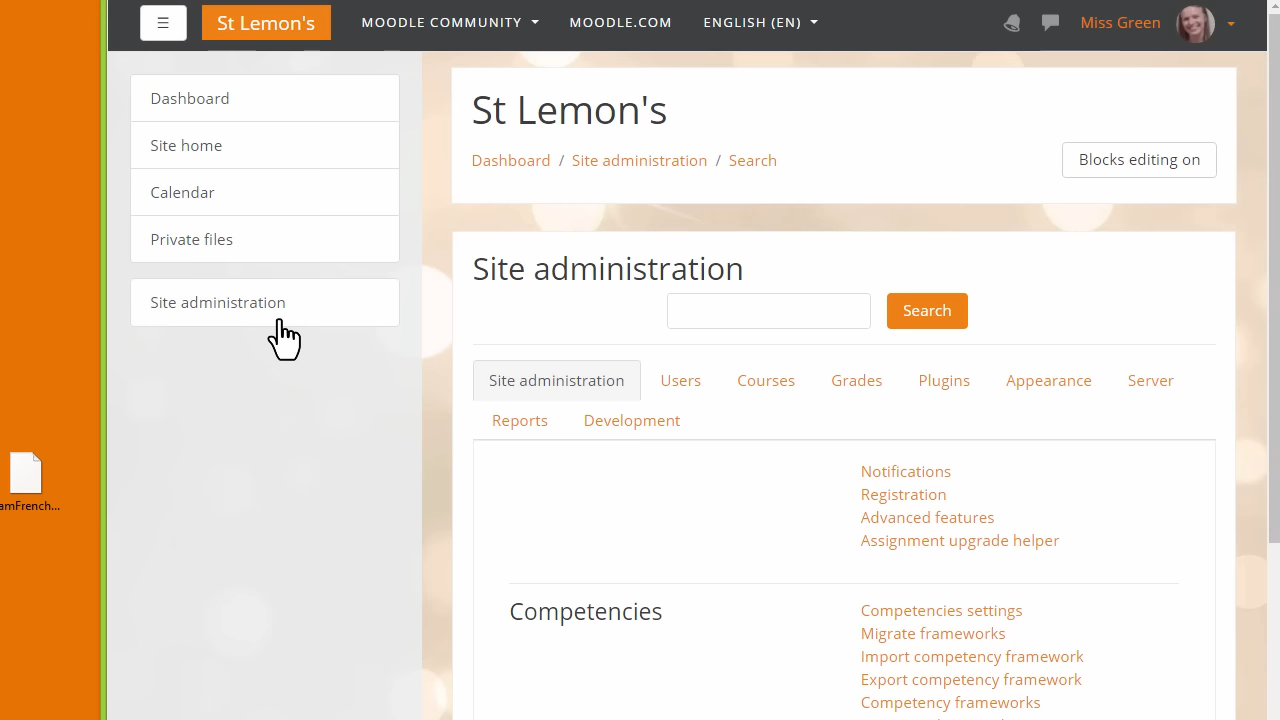 St Lemon's
MOODLE COMMUNITY
MOODLE.COM
ENGLISH (EN)
Miss Green
Dashboard
Site home
Calendar
Private files
Site administration
amFrench...
St Lemon's
Dashboard / Site administration / Search
Blocks editing on
Site administration
Search
Site administration Users Courses Grades Plugins Appearance Server
Reports Development
Notifications
Registration
Advanced features
Assignment upgrade helper
Competencies
Competencies settings
Migrate frameworks
Import competency framework
Export competency framework
Competency frameworks